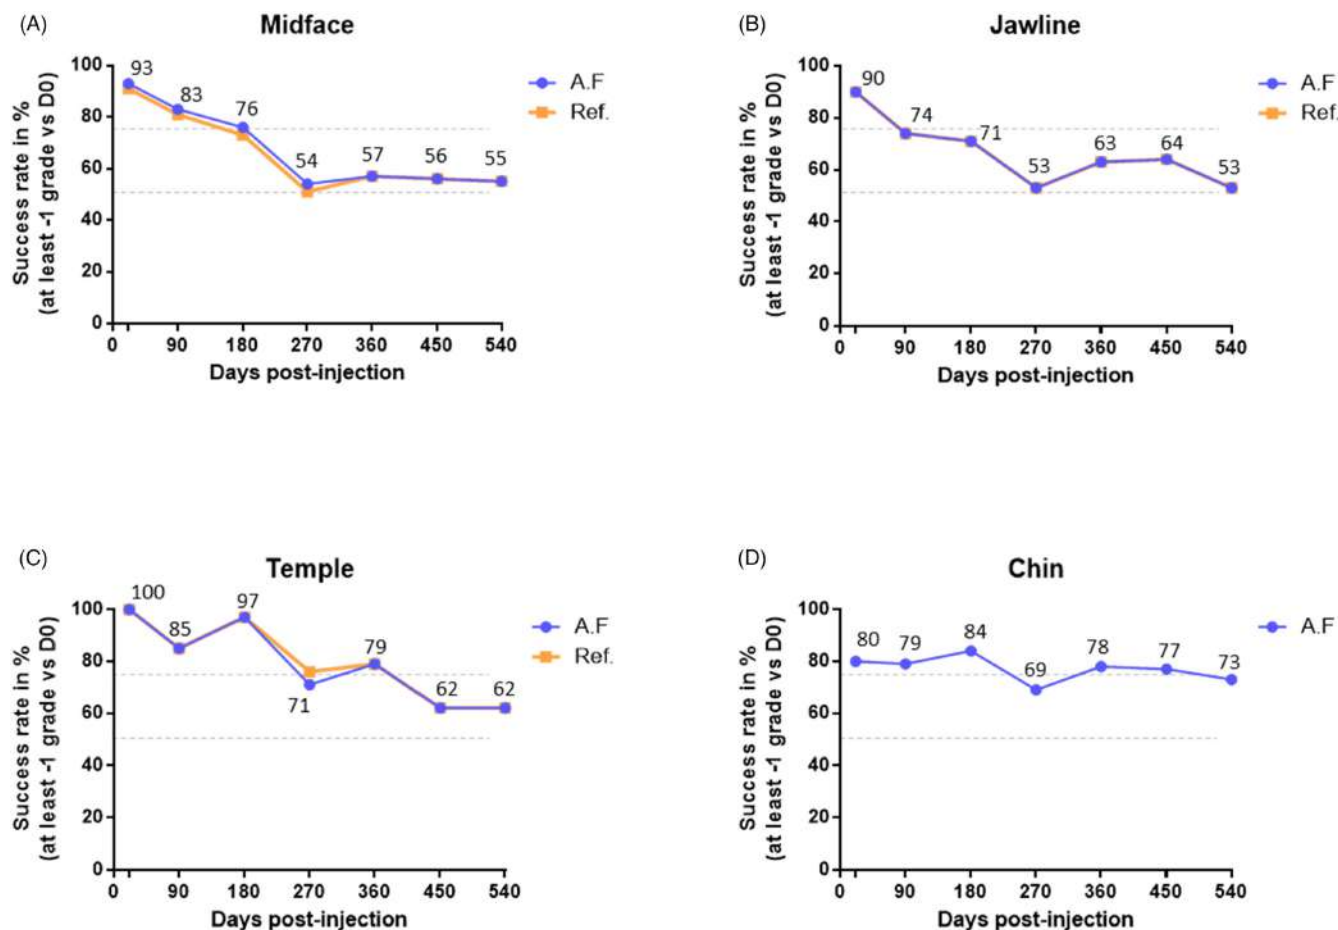 (A)
Midface
Success rate in %
(at least -1 grade vs D0)
100
80
60
40
20
0
93
83
76
54
57
56
55
A.F
Ref.
0 90 180 270 360 450 540
Days post-injection
(B)
Jawline
Success rate in %
(at least -1 grade vs D0)
100
80
60
40
20
0
90
74
71
53
63
64
53
A.F
Ref.
0 90 180 270 360 450 540
Days post-injection
(C)
Temple
Success rate in %
(at least -1 grade vs D0)
100
80
60
40
20
0
100
85
97
71
79
62
62
A.F
Ref.
0 90 180 270 360 450 540
Days post-injection
(D)
Chin
Success rate in %
(at least -1 grade vs D0)
100
80
60
40
20
0
80
79
84
69
78
77
73
A.F
0 90 180 270 360 450 540
Days post-injection